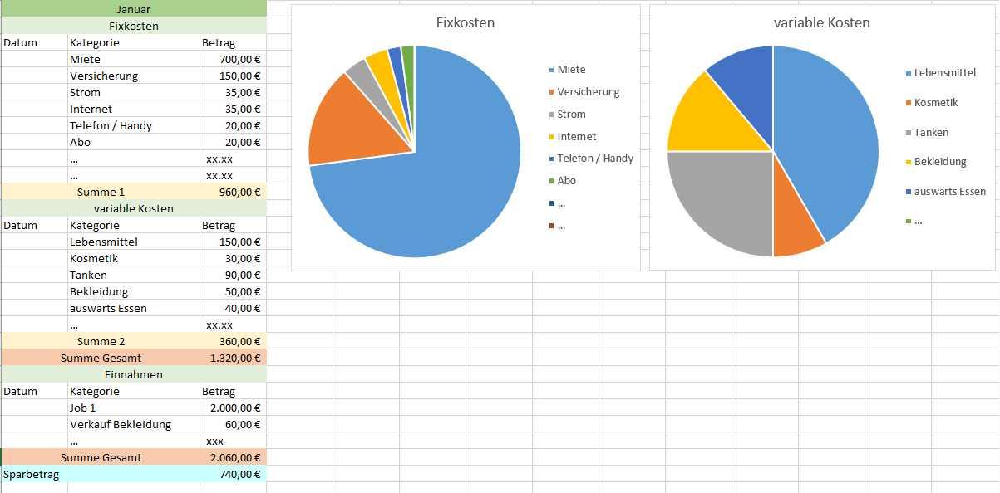 Januar
Fixkosten
Datum Kategorie Betrag
Miete 700,00 €
Versicherung 150,00 €
Strom 35,00 €
Internet 35,00 €
Telefon / Handy 20,00 €
Abo 20,00 €
... xx.xx
... xx.xx
Summe 1 960,00 €
variable Kosten
Datum Kategorie Betrag
Lebensmittel 150,00 €
Kosmetik 30,00 €
Tanken 90,00 €
Bekleidung 50,00 €
auswärts Essen 40,00 €
... xx.xx
Summe 2 360,00 €
Summe Gesamt 1.320,00 €
Einnahmen
Datum Kategorie Betrag
Job 1 2.000,00 €
Verkauf Bekleidung 60,00 €
... xxx
Summe Gesamt 2.060,00 €
Sparbetrag 740,00 €
Fixkosten
Miete
Versicherung
Strom
Internet
Telefon / Handy
Abo
...
...
variable Kosten
Lebensmittel
Kosmetik
Tanken
Bekleidung
auswärts Essen
...